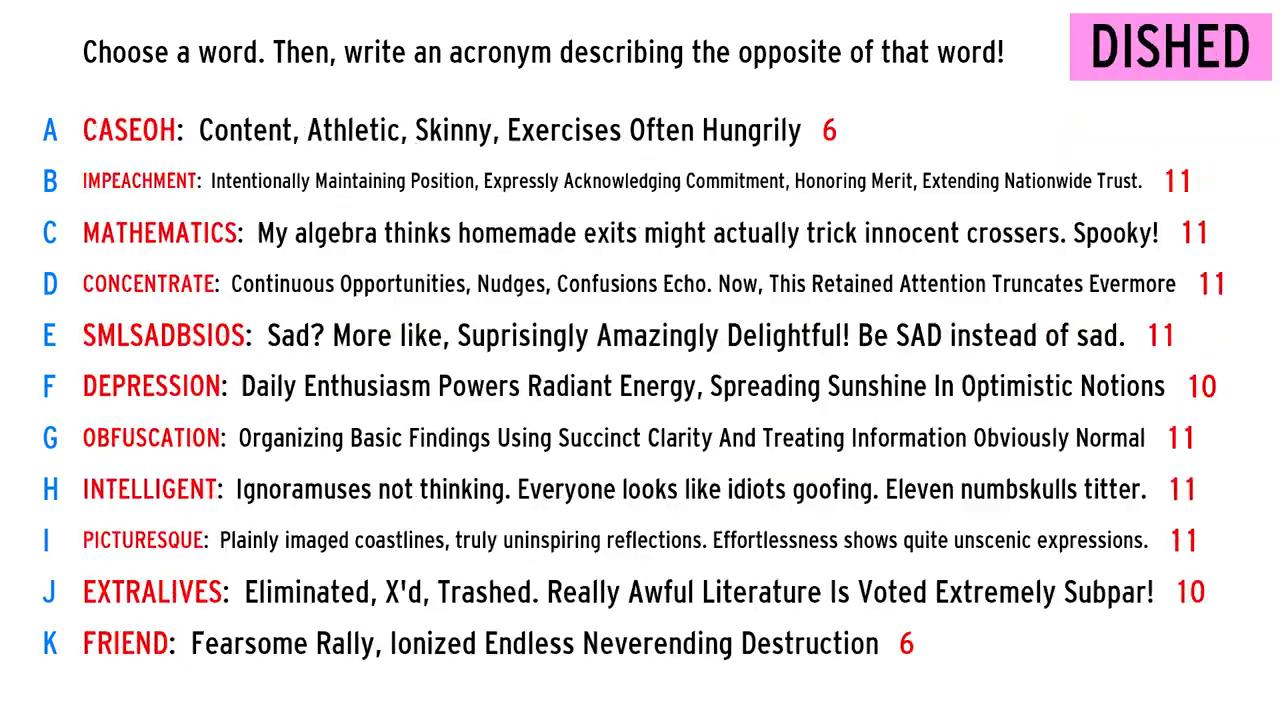 Choose a word. Then, write an acronym describing the opposite of that word!
DISHED
A CASEOH: Content, Athletic, Skinny, Exercises Often Hungrily 6
B IMPEACHMENT: Intentionally Maintaining Position, Expressly Acknowledging Commitment, Honoring Merit, Extending Nationwide Trust. 11
C MATHEMATICS: My algebra thinks homemade exits might actually trick innocent crossers. Spooky! 11
D CONCENTRATE: Continuous Opportunities, Nudges, Confusions Echo. Now, This Retained Attention Truncates Evermore 11
E SMLSADBSIOS: Sad? More like, Suprisingly Amazingly Delightful! Be SAD instead of sad. 11
F DEPRESSION: Daily Enthusiasm Powers Radiant Energy, Spreading Sunshine In Optimistic Notions 10
G OBFUSCATION: Organizing Basic Findings Using Succinct Clarity And Treating Information Obviously Normal 11
H INTELLIGENT: Ignoramuses not thinking. Everyone looks like idiots goofing. Eleven numbskulls titter. 11
I PICTURESQUE: Plainly imaged coastlines, truly uninspiring reflections. Effortlessness shows quite unscenic expressions. 11
J EXTRALIVES: Eliminated, X'd, Trashed. Really Awful Literature Is Voted Extremely Subpar! 10
K FRIEND: Fearsome Rally, Ionized Endless Neverending Destruction 6